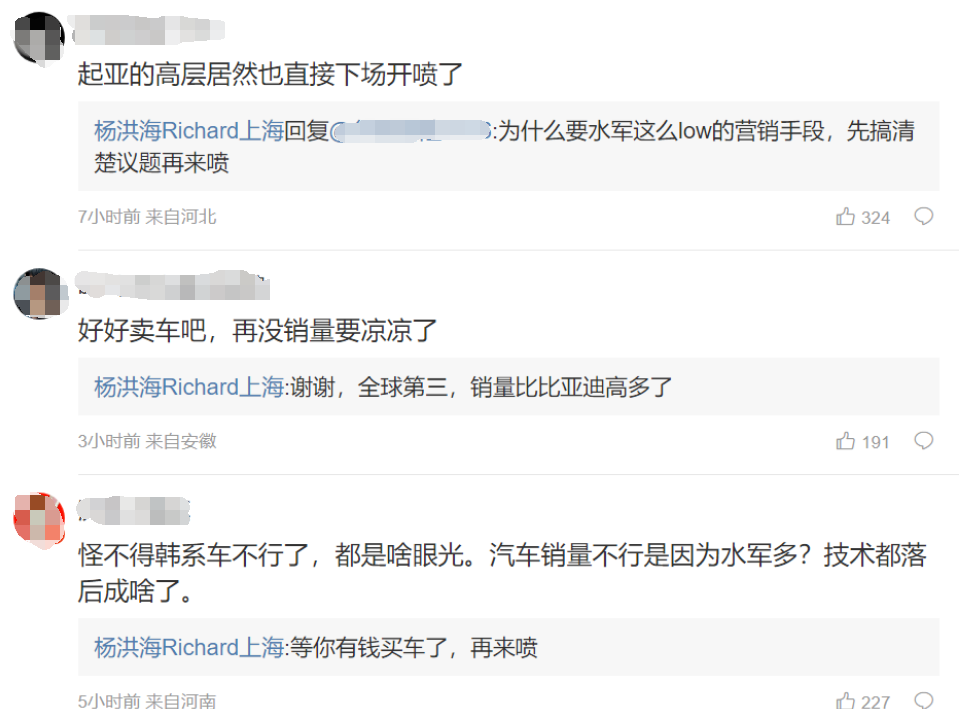 起亚的高层居然也直接下场开喷了
杨洪海Richard上海回复@:为什么要水军这么low的营销手段，先搞清
楚议题再来喷
7小时前 来自河北
324
好好卖车吧，再没销量要凉凉了
杨洪海Richard上海:谢谢，全球第三，销量比比亚迪高多了
3小时前 来自安徽
191
怪不得韩系车不行了，都是啥眼光。汽车销量不行是因为水军多？技术都落
后成啥了。
杨洪海Richard上海:等你有钱买车了，再来喷
5小时前 来自河南
227